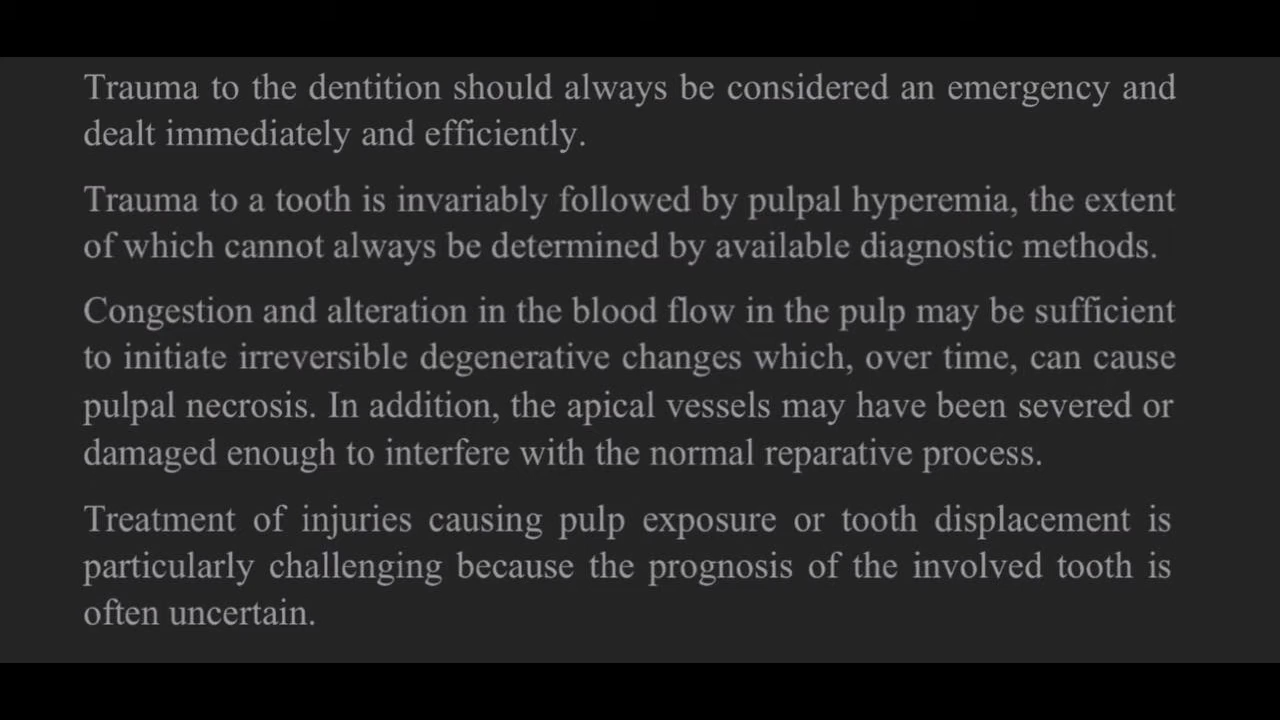 Trauma to the dentition should always be considered an emergency and
dealt immediately and efficiently.
Trauma to a tooth is invariably followed by pulpal hyperemia, the extent
of which cannot always be determined by available diagnostic methods.
Congestion and alteration in the blood flow in the pulp may be sufficient
to initiate irreversible degenerative changes which, over time, can cause
pulpal necrosis. In addition, the apical vessels may have been severed or
damaged enough to interfere with the normal reparative process.
Treatment of injuries causing pulp exposure or tooth displacement is
particularly challenging because the prognosis of the involved tooth is
often uncertain.